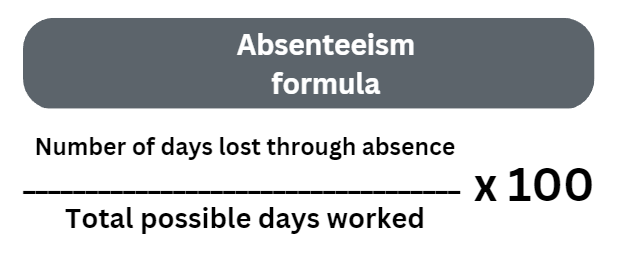 Absenteeism
formula
Number of days lost through absence
x 100
Total possible days worked